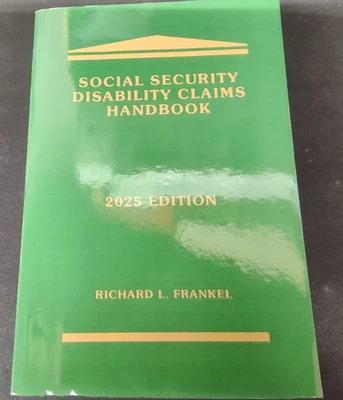 SOCIAL SECURITY
DISABILITY CLAIMS
HANDBOOK
2025 EDITION
RICHARD L. FRANKEL